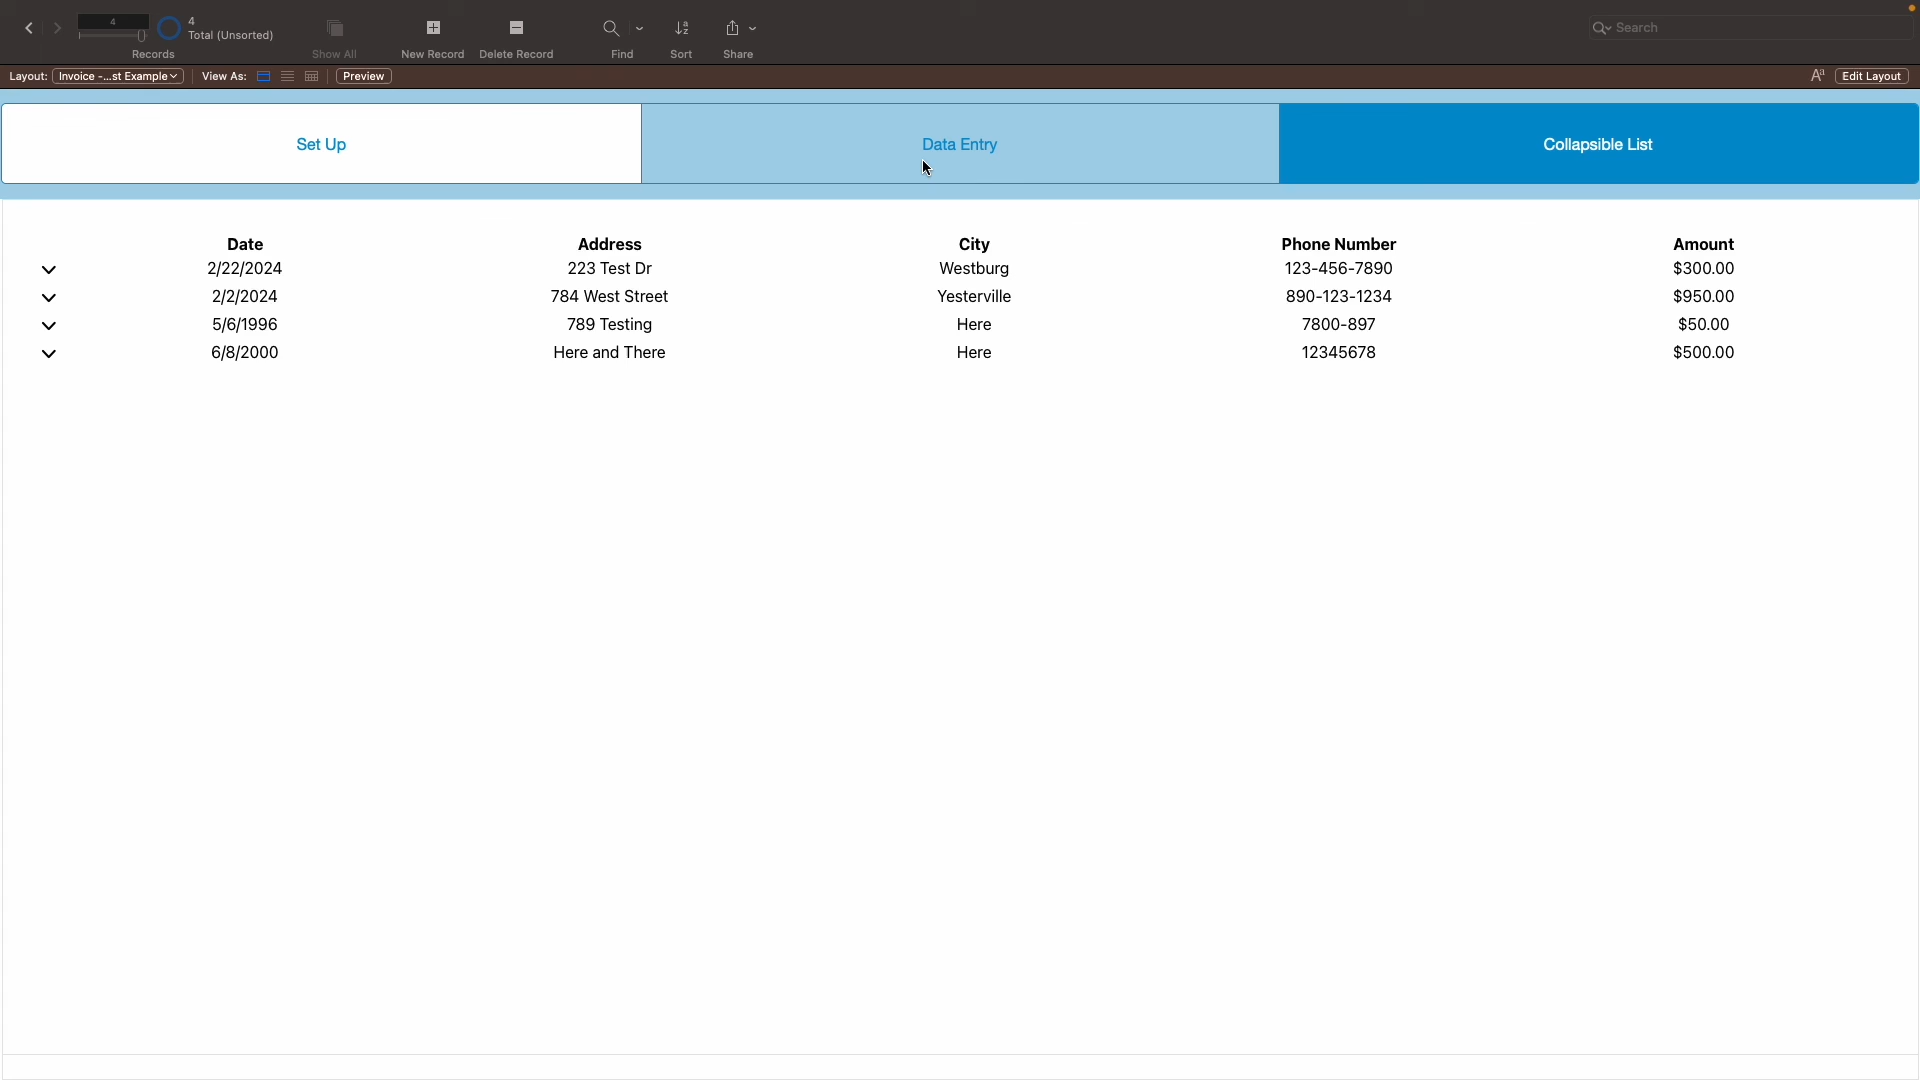 4
4
Total (Unsorted)
Records
Show All
New Record
Delete Record
Find
Sort
Share
Search
Layout: Invoice -...st Example View As: Preview Aa Edit Layout
Set Up Data Entry Collapsible List
Date Address City Phone Number Amount
2/22/2024 223 Test Dr Westburg 123-456-7890 $300.00
2/2/2024 784 West Street Yesterville 890-123-1234 $950.00
5/6/1996 789 Testing Here 7800-897 $50.00
6/8/2000 Here and There Here 12345678 $500.00